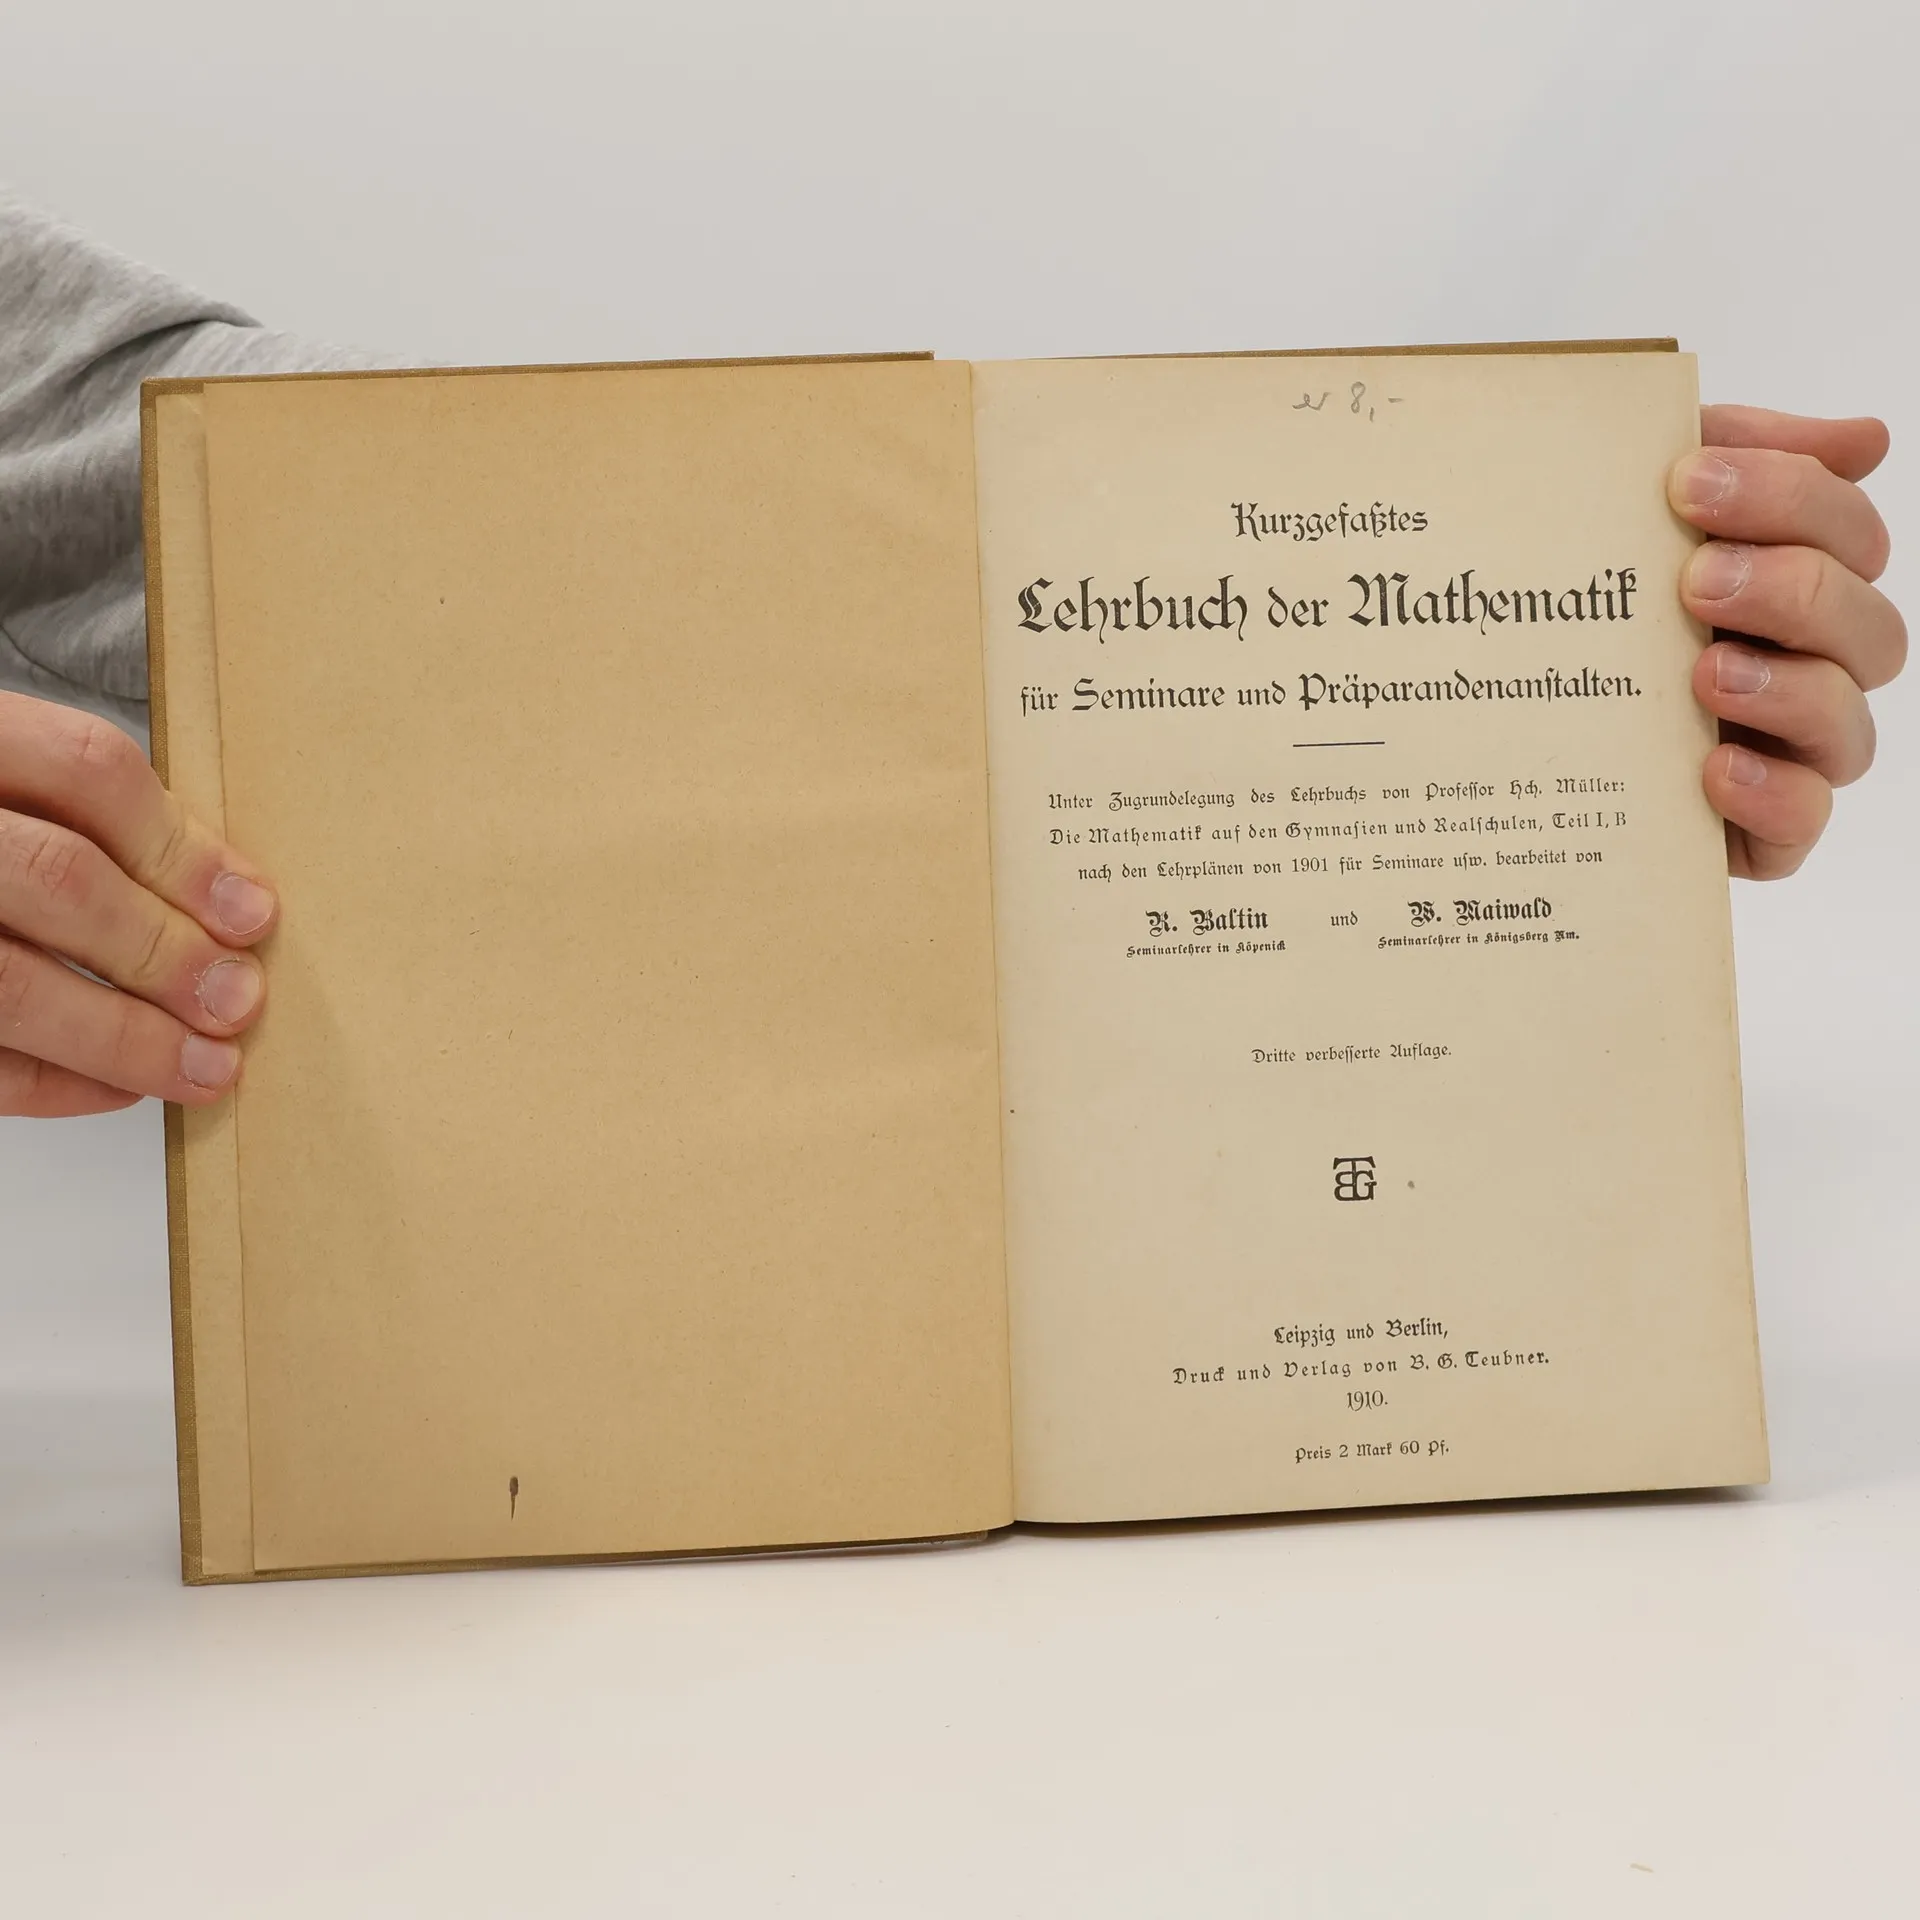 er 8,-
Kurzgefaßtes
Lehrbuch der Mathematik
für Seminare und Präparandenanſtalten.
Unter Zugrundelegung des Lehrbuchs von Profeſſor Hch. Müller:
Die Mathematik auf den Gymnaſien und Realſchulen, Teil I, B
nach den Lehrplänen von 1901 für Seminare uſw. bearbeitet von
R. Baltin und W. Maiwald
Seminarlehrer in Köpenick Seminarlehrer in Königsberg Nm.
Dritte verbeſſerte Auflage.
BTG
Leipzig und Berlin,
Druck und Verlag von B. G. Teubner.
1910.
Preis 2 Mark 60 Pf.